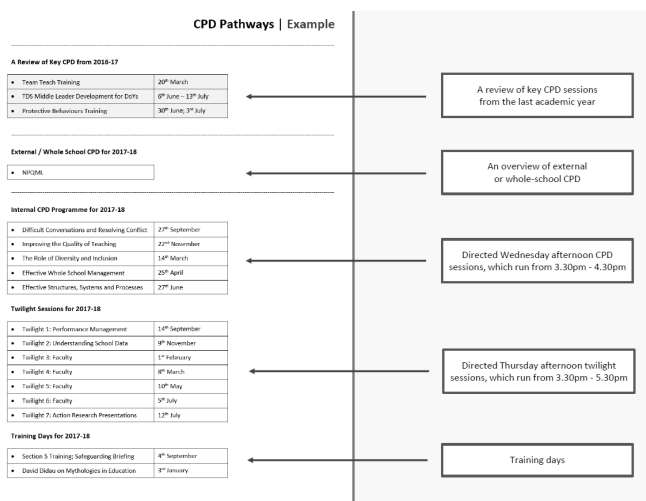 CPD Pathways | Example
A Review of Key CPD from 2016-17
• Team Teach Training 20th March
• TDS Middle Leader Development for DoYs 6th June – 13th July
• Protective Behaviours Training 30th June; 3rd July
External / Whole School CPD for 2017-18
• NPQML
Internal CPD Programme for 2017-18
• Difficult Conversations and Resolving Conflict 27th September
• Improving the Quality of Teaching 22nd November
• The Role of Diversity and Inclusion 14th March
• Effective Whole School Management 25th April
• Effective Structures, Systems and Processes 27th June
Twilight Sessions for 2017-18
• Twilight 1: Performance Management 14th September
• Twilight 2: Understanding School Data 9th November
• Twilight 3: Faculty 1st February
• Twilight 4: Faculty 8th March
• Twilight 5: Faculty 10th May
• Twilight 6: Faculty 5th July
• Twilight 7: Action Research Presentations 12th July
Training Days for 2017-18
• Section 5 Training; Safeguarding Briefing 4th September
• David Didau on Mythologies in Education 3rd January
A review of key CPD sessions
from the last academic year
An overview of external
or whole-school CPD
Directed Wednesday afternoon CPD
sessions, which run from 3.30pm - 4.30pm
Directed Thursday afternoon twilight
sessions, which run from 3.30pm - 5.30pm
Training days